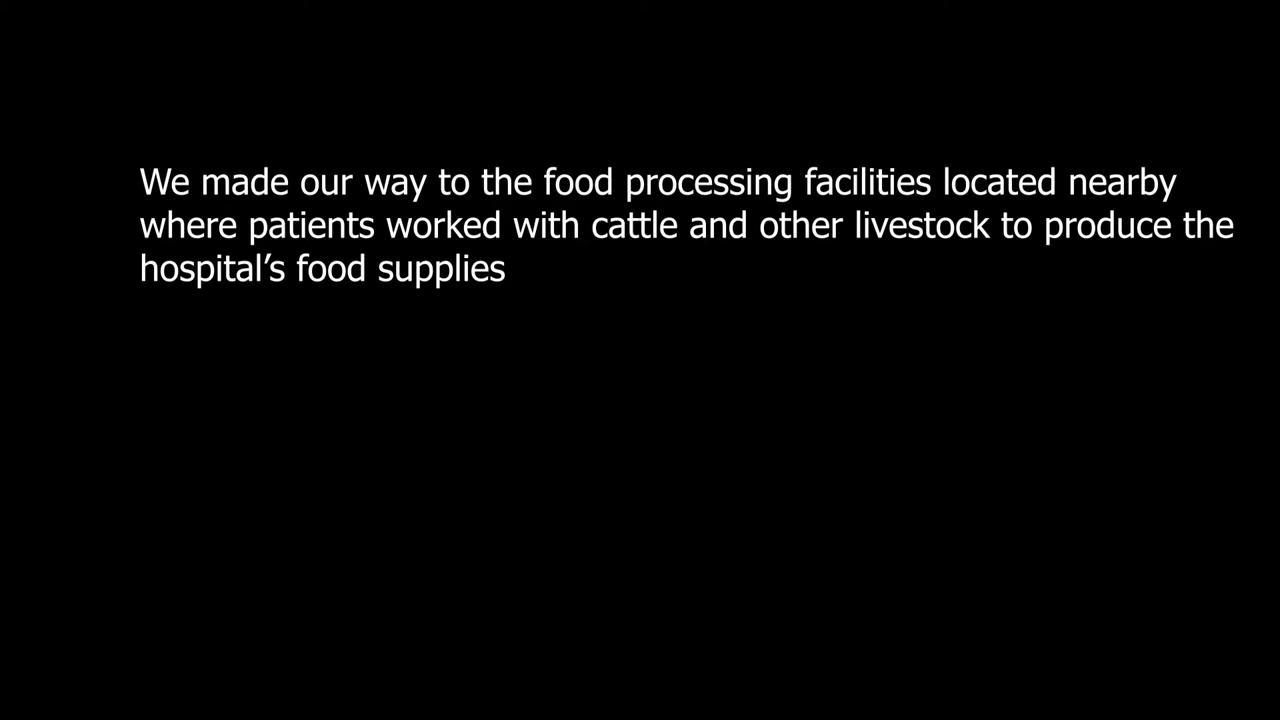 We made our way to the food processing facilities located nearby
where patients worked with cattle and other livestock to produce the
hospital’s food supplies